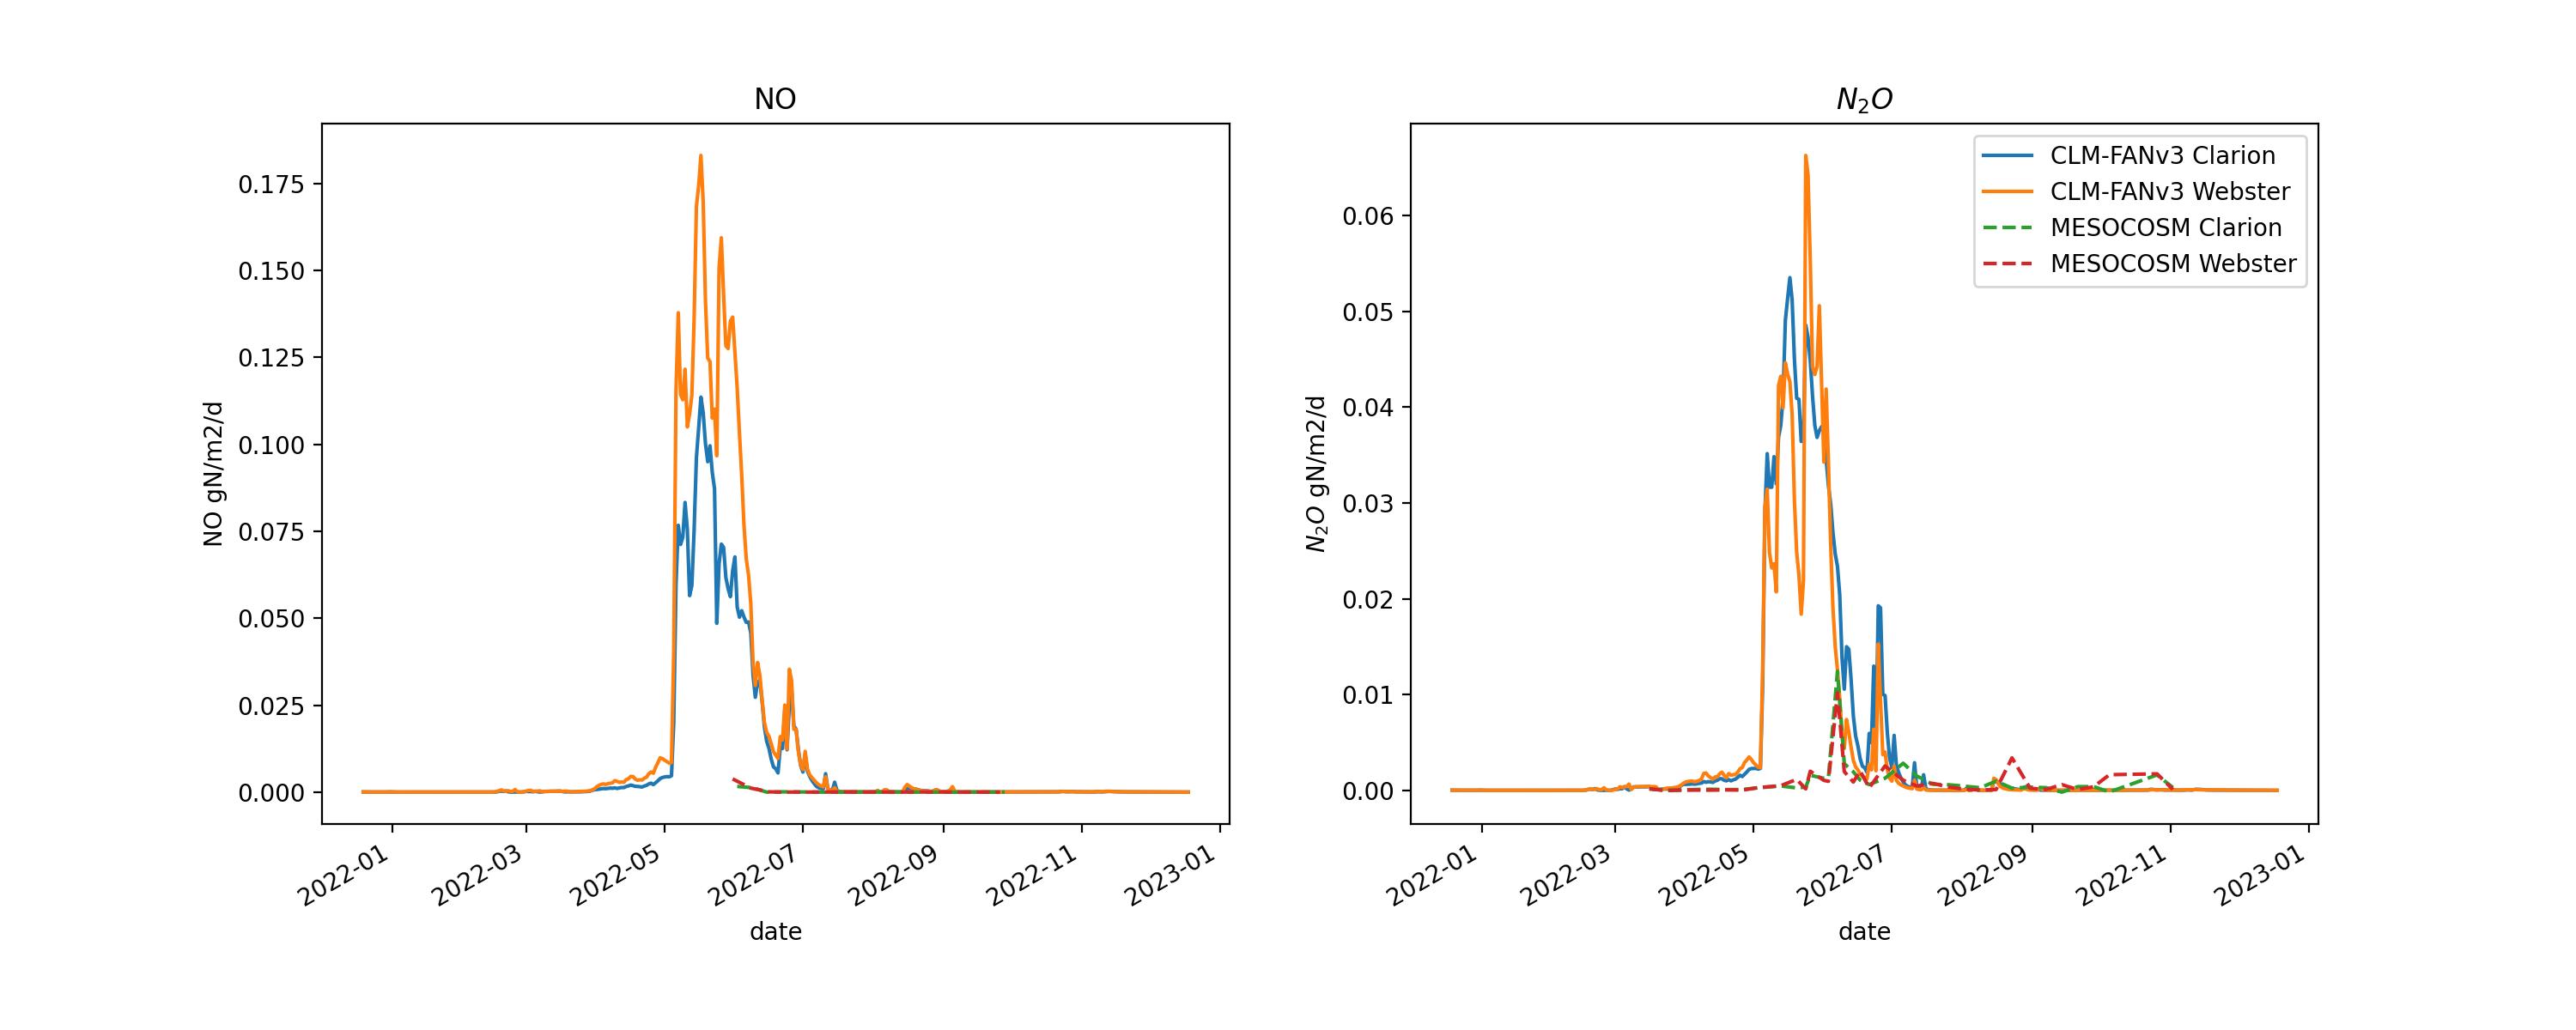 NO
0.175
0.150
0.125
0.100
0.075
0.050
0.025
0.000
NO gN/m2/d
2022-01
2022-03
2022-05
2022-07
2022-09
2022-11
2023-01
date
N₂O
0.06
0.05
0.04
0.03
0.02
0.01
0.00
N₂O gN/m2/d
CLM-FANv3 Clarion
CLM-FANv3 Webster
MESOCOSM Clarion
MESOCOSM Webster
2022-01
2022-03
2022-05
2022-07
2022-09
2022-11
2023-01
date